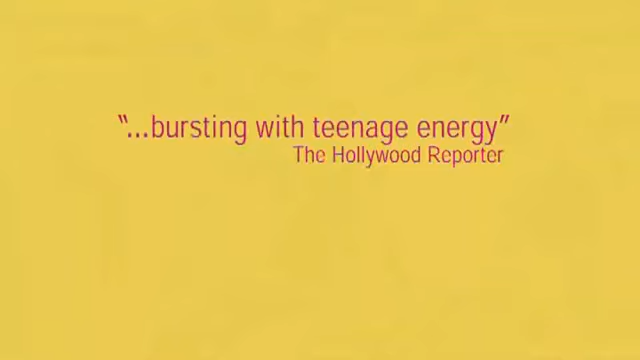 “...bursting with teenage energy”
The Hollywood Reporter